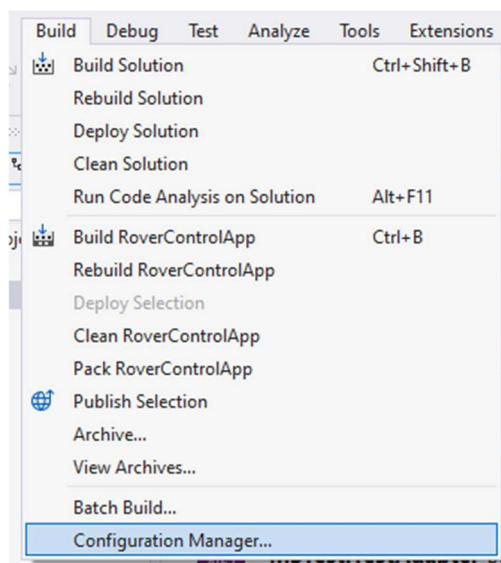 Build Debug Test Analyze Tools Extensions
Build Solution Ctrl+Shift+B
Rebuild Solution
Deploy Solution
Clean Solution
Run Code Analysis on Solution Alt+F11
Build RoverControlApp Ctrl+B
Rebuild RoverControlApp
Deploy Selection
Clean RoverControlApp
Pack RoverControlApp
Publish Selection
Archive...
View Archives...
Batch Build...
Configuration Manager...